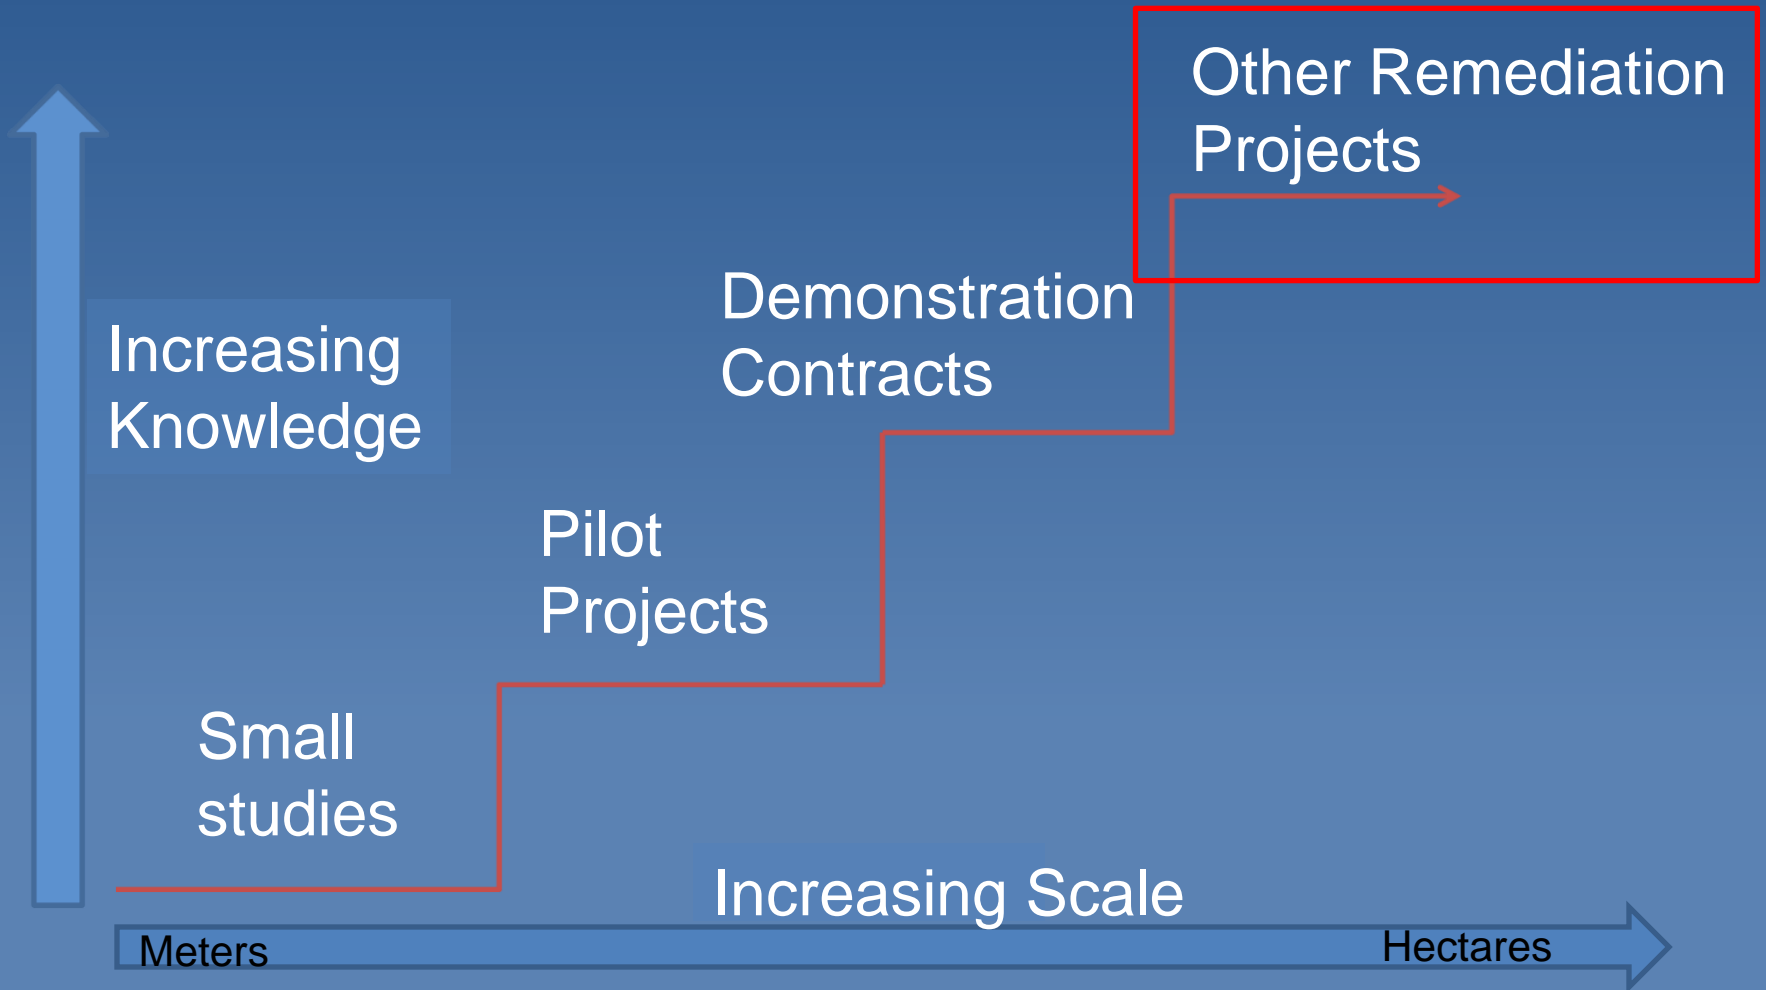 Other Remediation
Projects
Demonstration
Contracts
Increasing
Knowledge
Pilot
Projects
Small
studies
Increasing Scale
Meters
Hectares